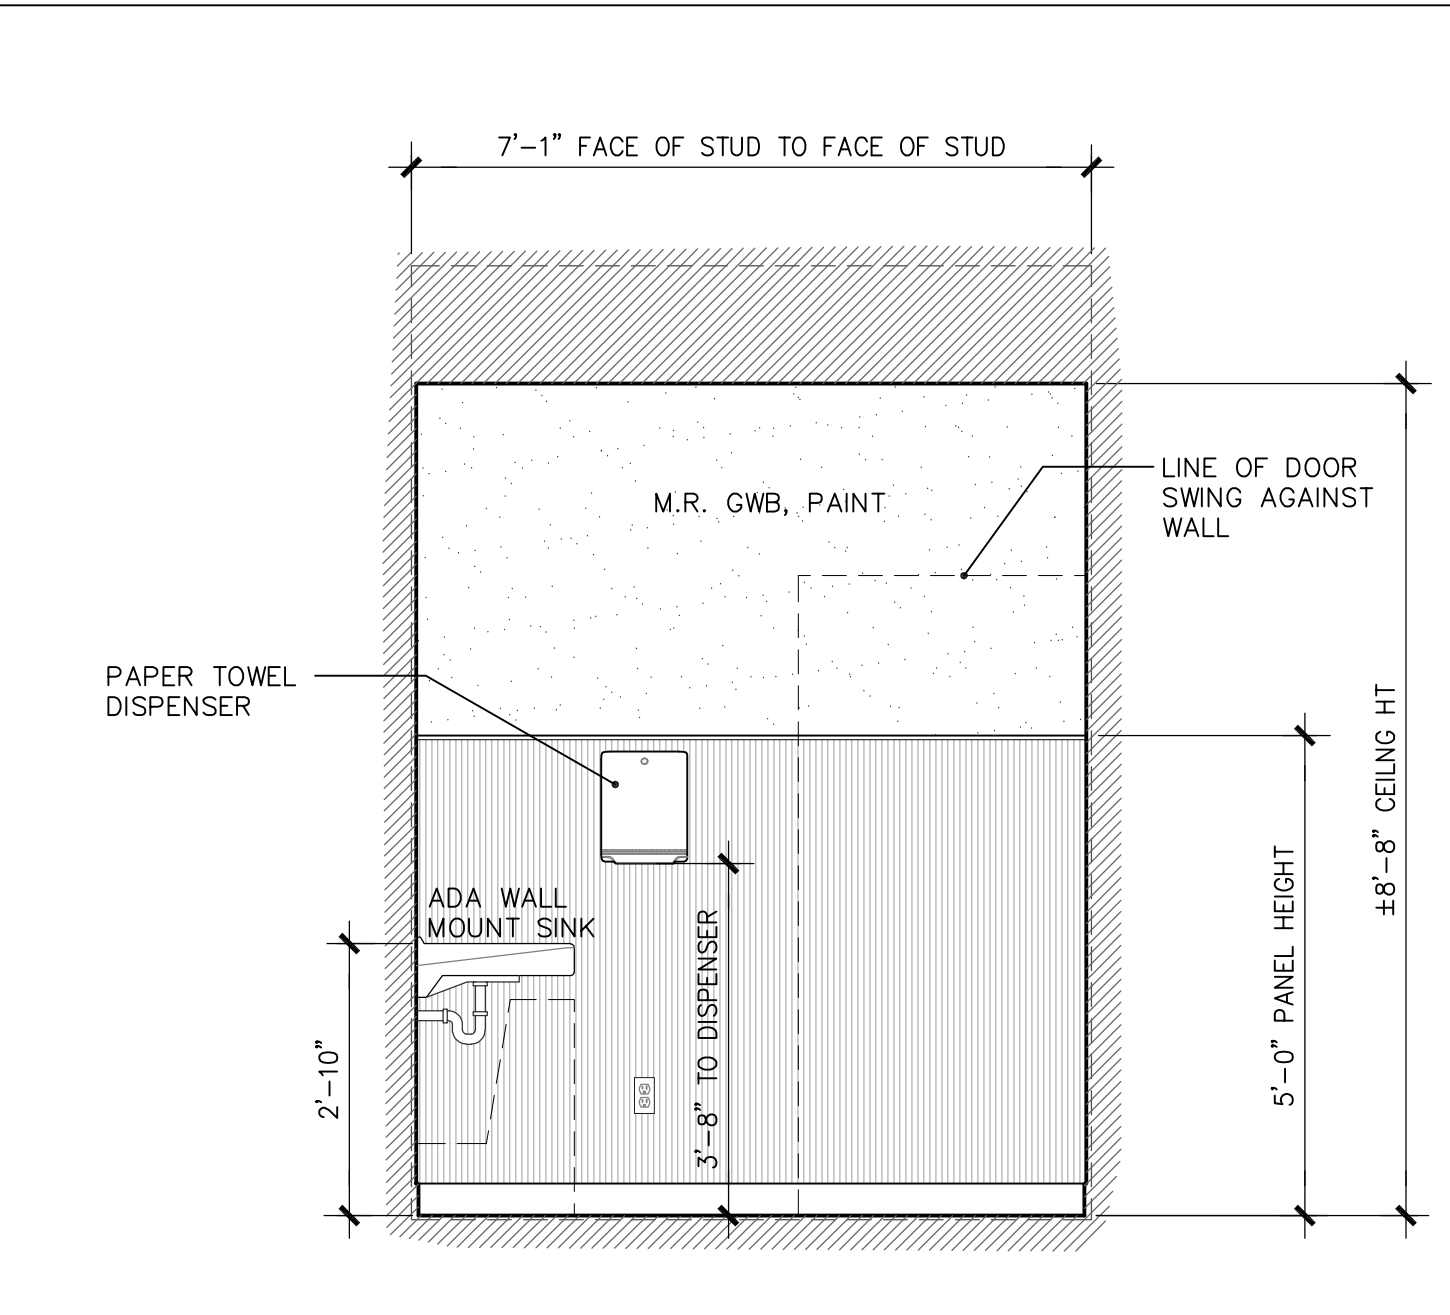 7'-1" FACE OF STUD TO FACE OF STUD
M.R. GWB, PAINT
LINE OF DOOR
SWING AGAINST
WALL
PAPER TOWEL
DISPENSER
ADA WALL
MOUNT SINK
2'-10"
3'-8" TO DISPENSER
5'-0" PANEL HEIGHT
±8'-8" CEILNG HT